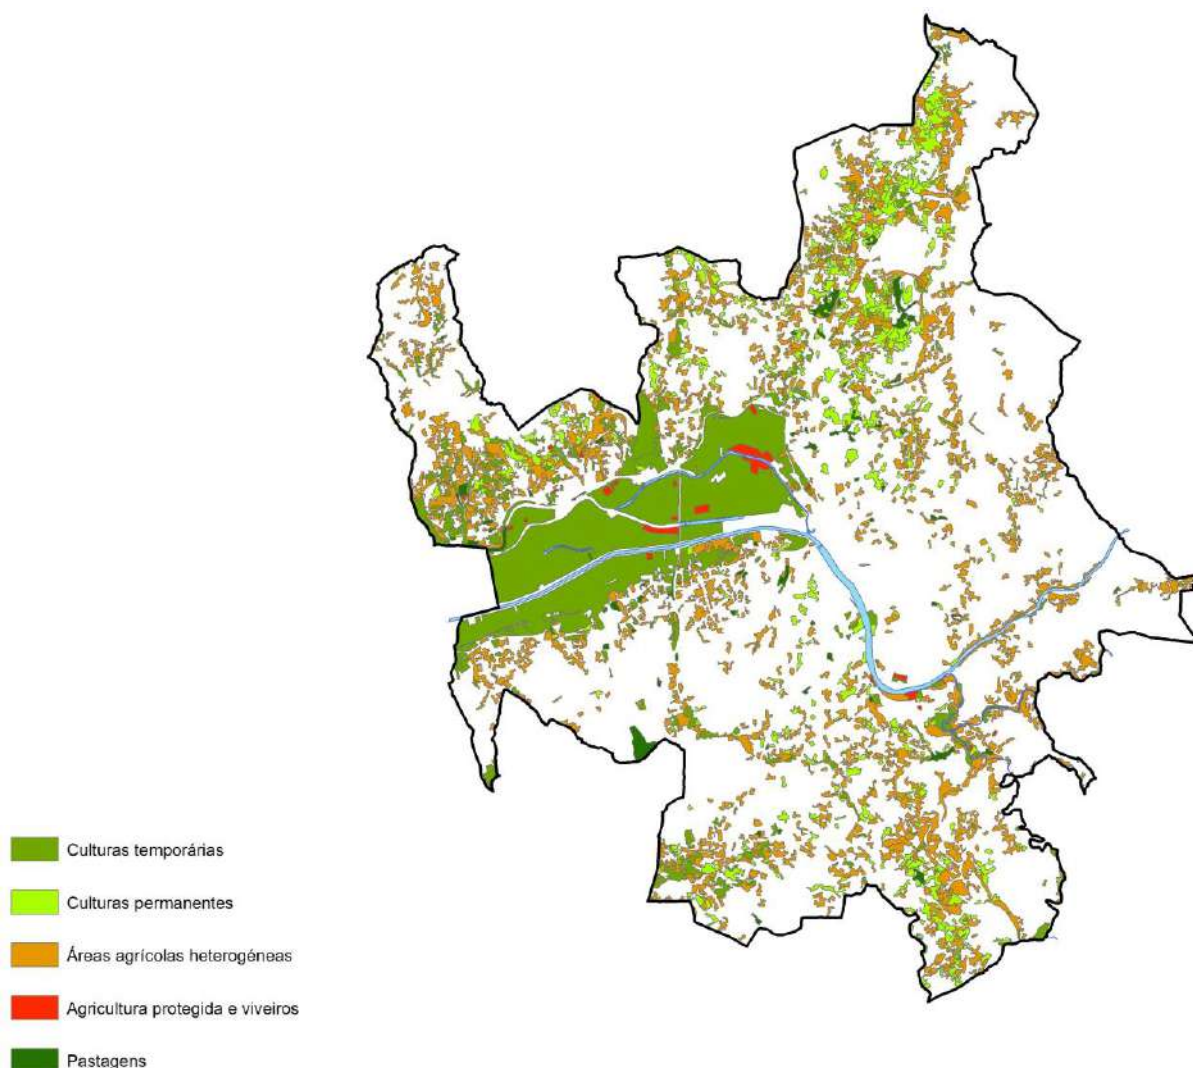 Culturas temporárias
Culturas permanentes
Áreas agrícolas heterogéneas
Agricultura protegida e viveiros
Pastagens